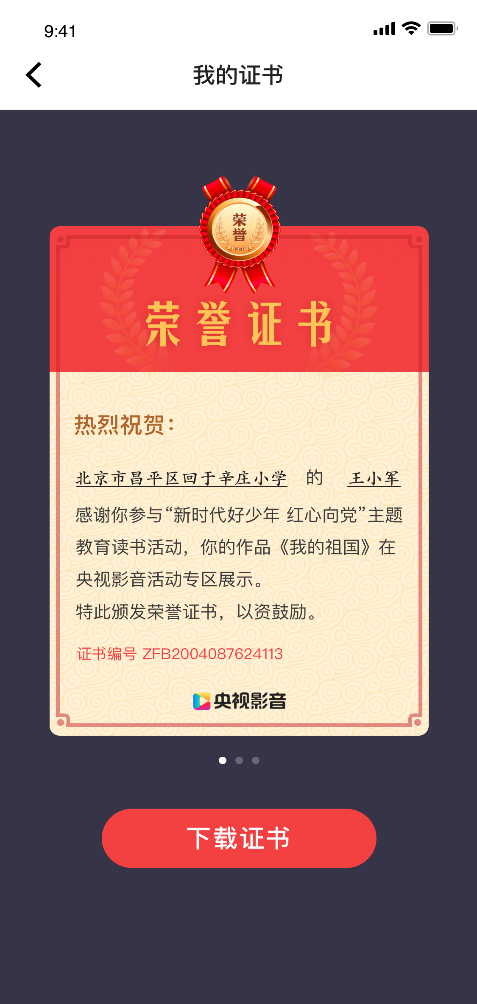 9:41
我的证书
荣誉
荣誉证书
热烈祝贺：
北京市昌平区回于辛庄小学 的 王小军
感谢你参与“新时代好少年 红心向党”主题
教育读书活动，你的作品《我的祖国》在
央视影音活动专区展示。
特此颁发荣誉证书，以资鼓励。
证书编号 ZFB2004087624113
央视影音
下载证书